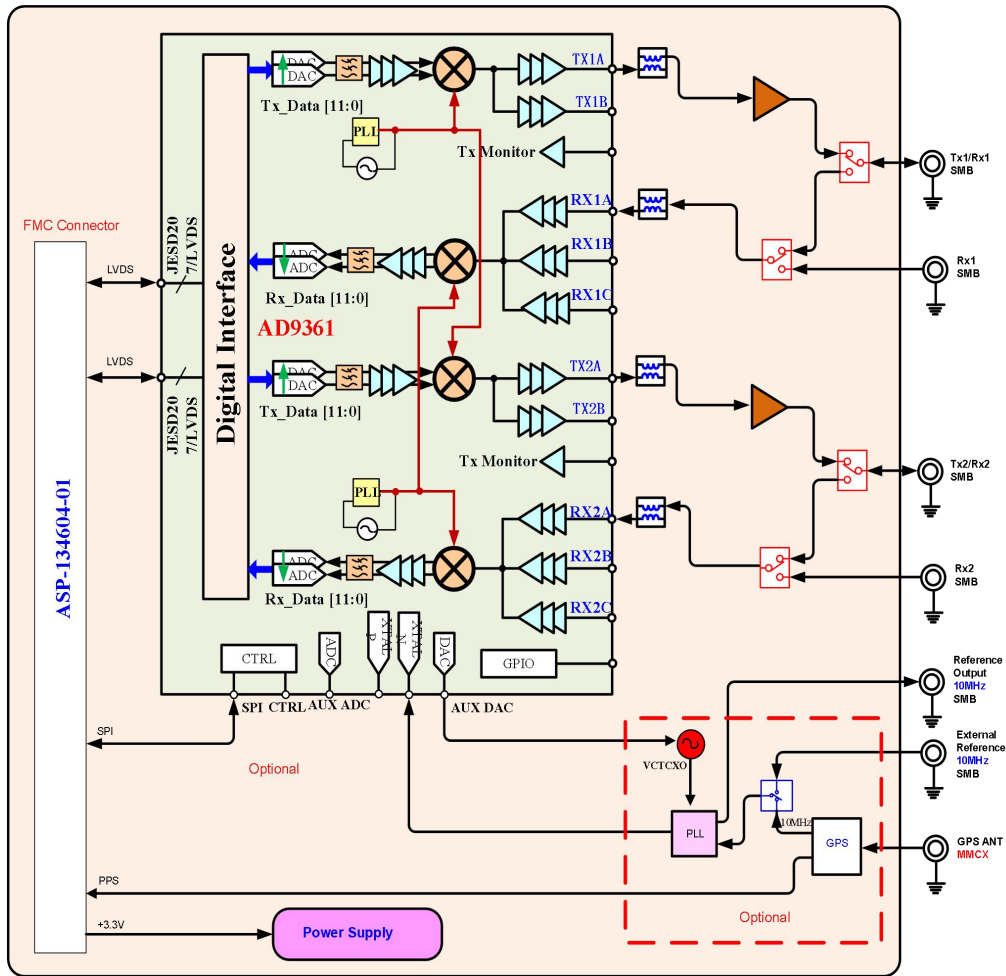 DAC
DAC
Tx_Data [11:0]
PLL
TX1A
TX1B
Tx Monitor
Tx1/Rx1
SMB
FMC Connector
LVDS
JESD20
7/LVDS
Digital Interface
ADC
ADC
Rx_Data [11:0]
AD9361
RX1A
RX1B
RX1C
Rx1
SMB
LVDS
JESD20
7/LVDS
DAC
DAC
Tx_Data [11:0]
TX2A
TX2B
Tx Monitor
Tx2/Rx2
SMB
ASP-134604-01
PLL
ADC
ADC
Rx_Data [11:0]
RX2A
RX2B
RX2C
Rx2
SMB
CTRL
ADC
XTAL
P
XTAL
N
DAC
GPIO
SPI CTRL
AUX ADC
AUX DAC
Reference
Output
10MHz
SMB
SPI
Optional
VCTCXO
External
Reference
10MHz
SMB
PLL
10MHz
GPS
GPS ANT
MMCX
PPS
Optional
+3.3V
Power Supply